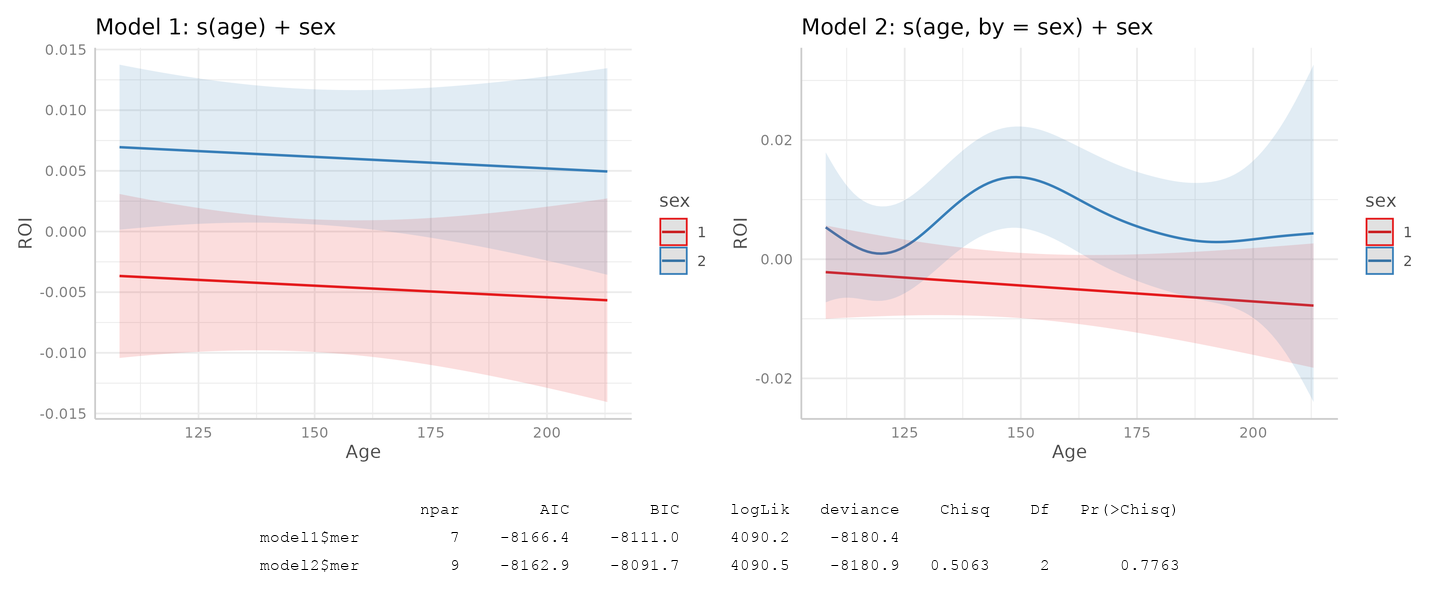 Model 1: s(age) + sex
0.015
0.010
0.005
0.000
-0.005
-0.010
-0.015
ROI
125 150 175 200
Age
sex
1
2
Model 2: s(age, by = sex) + sex
0.02
0.00
-0.02
ROI
125 150 175 200
Age
sex
1
2
npar AIC BIC logLik deviance Chisq Df Pr(>Chisq)
model1$mer 7 -8166.4 -8111.0 4090.2 -8180.4
model2$mer 9 -8162.9 -8091.7 4090.5 -8180.9 0.5063 2 0.7763